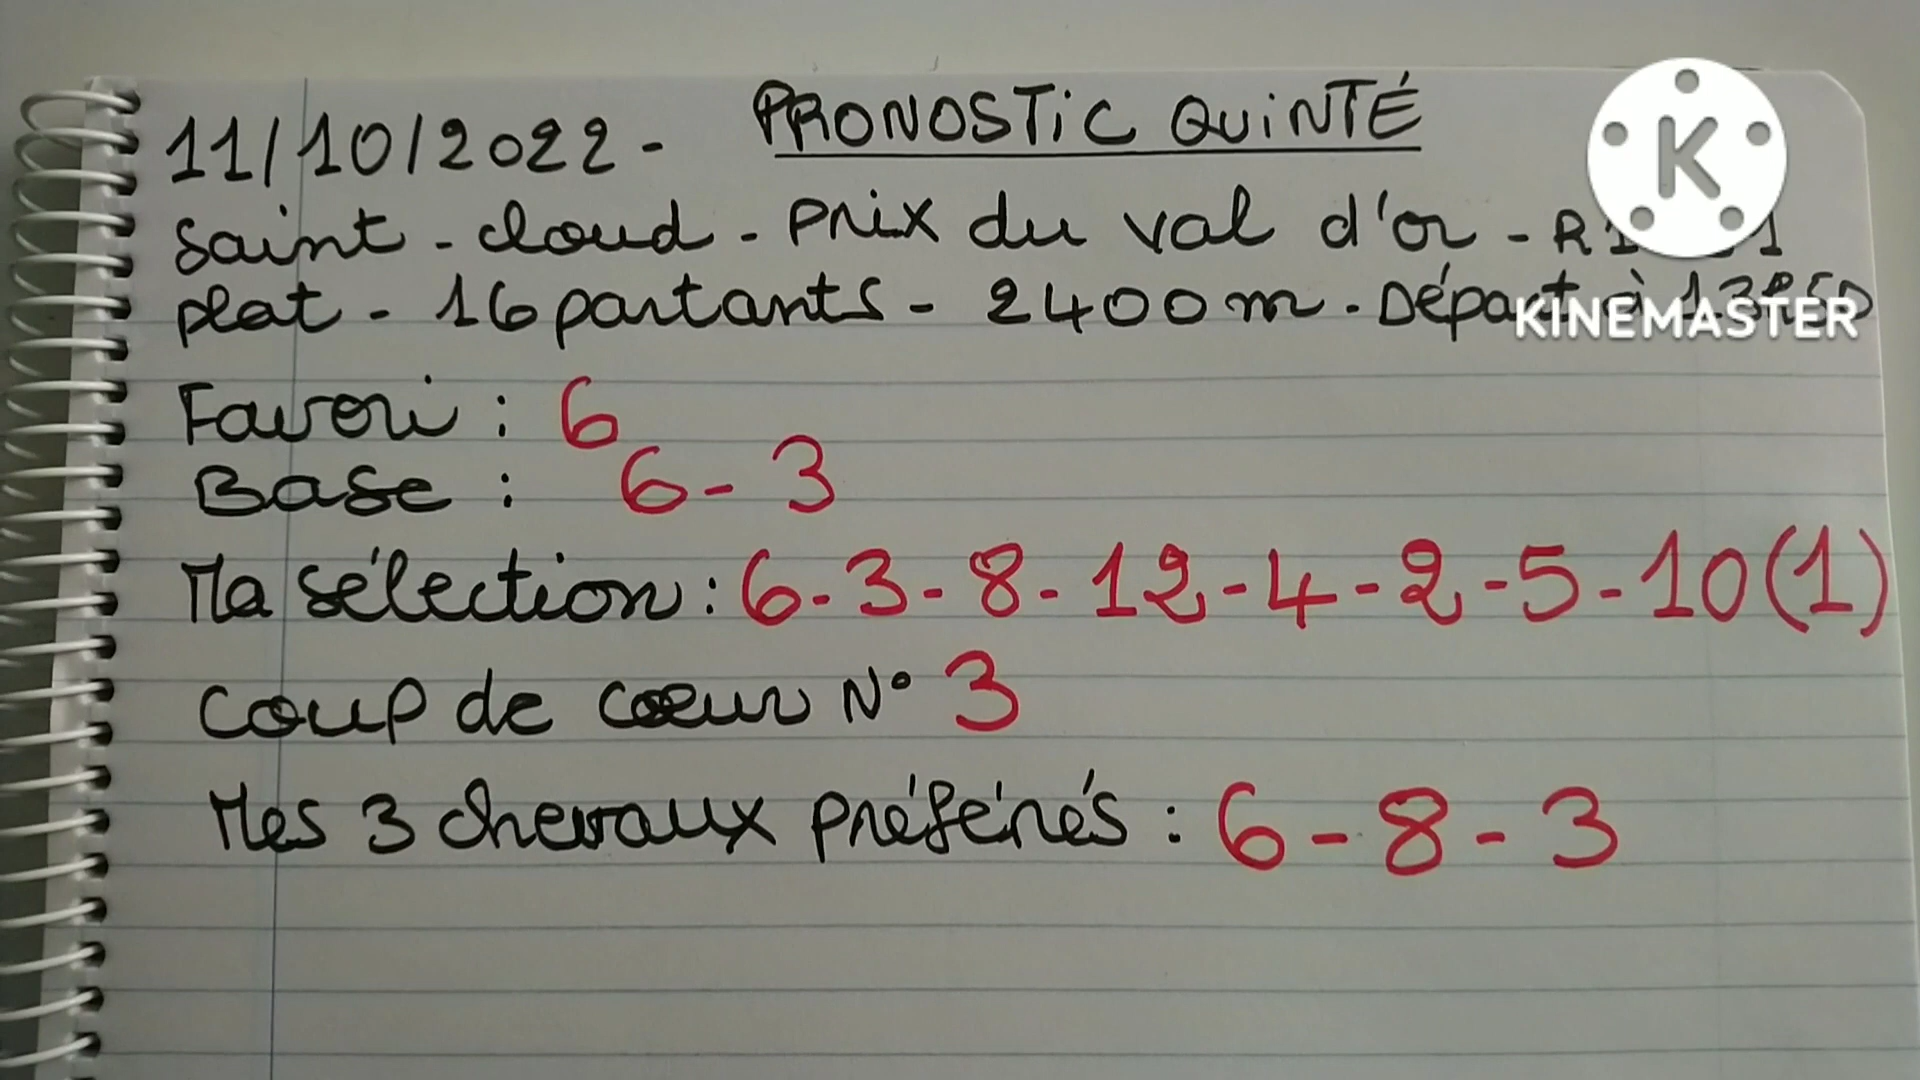 11/10/2022 - PRONOSTIC QUINTÉ
Saint-cloud - prix du val d'or - R1
plat - 16 partants - 2400m - Départ à
KINEMASTER
Favori : 6
Base : 6 - 3
Ma sélection : 6 - 3 - 8 - 12 - 4 - 2 - 5 - 10 (1)
coup de cœur N° 3
Mes 3 chevaux préférés : 6 - 8 - 3